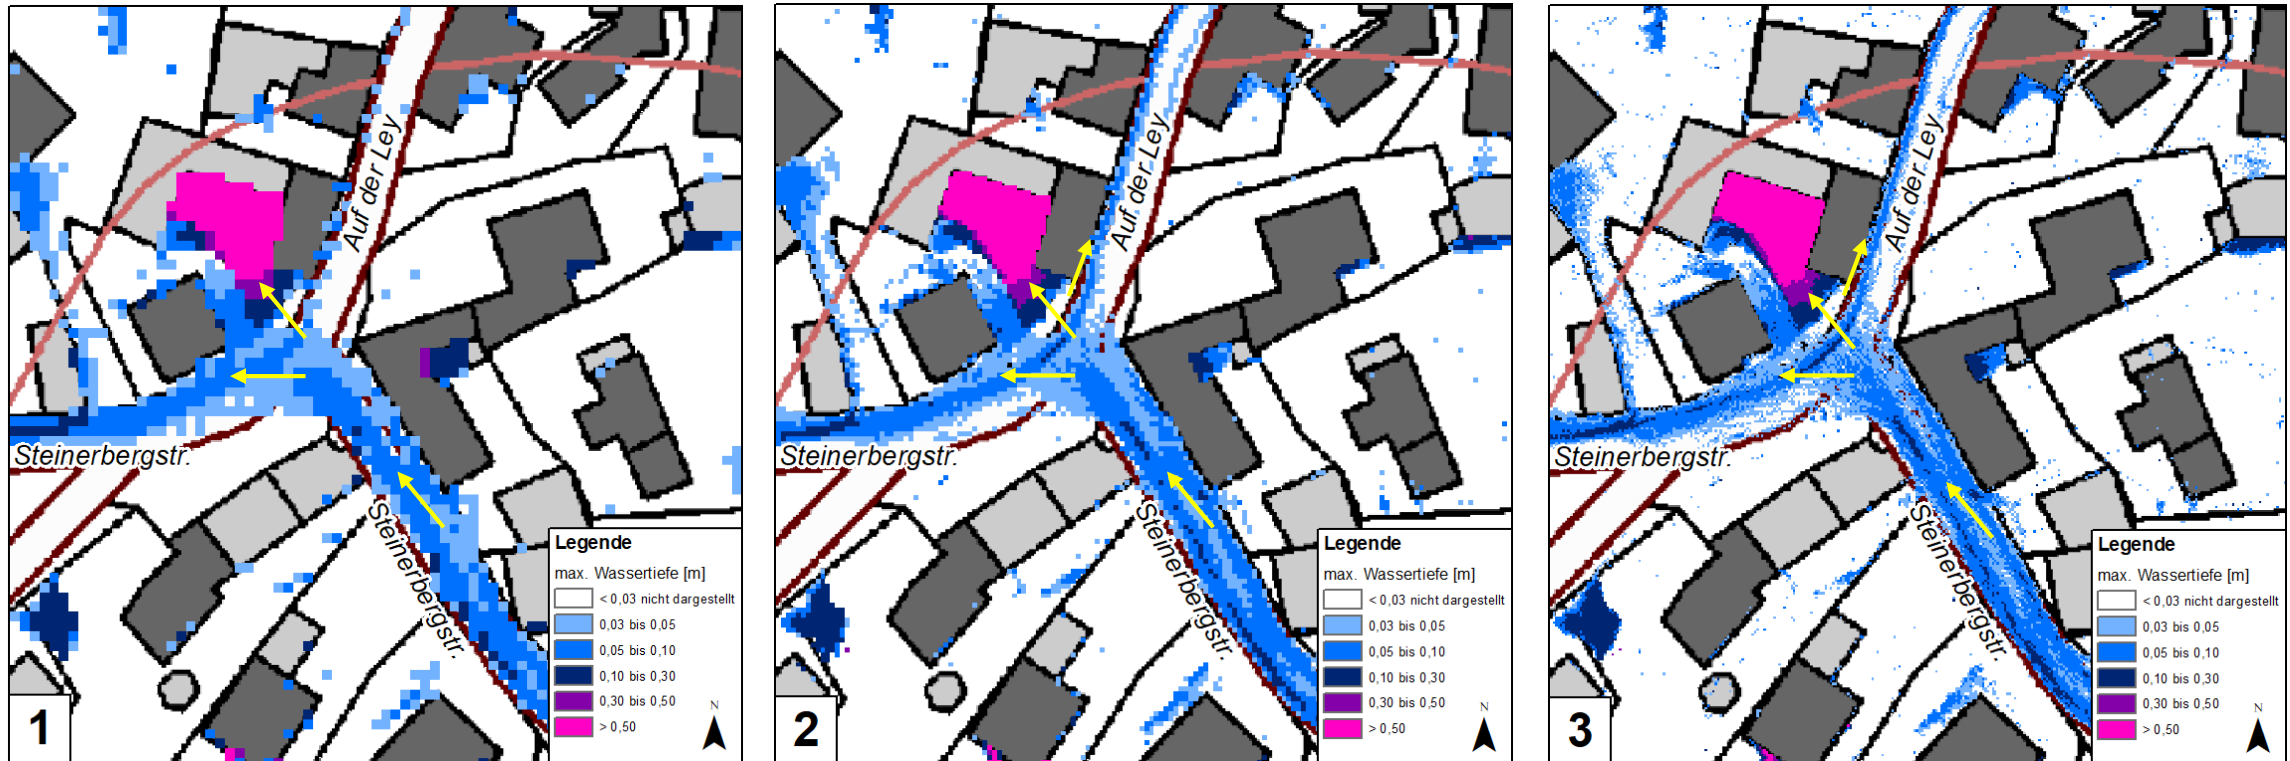 Auf der Ley
Steinerbergstr.
Steinerbergstr.
Legende
max. Wassertiefe [m]
< 0,03 nicht dargestellt
0,03 bis 0,05
0,05 bis 0,10
0,10 bis 0,30
0,30 bis 0,50
> 0,50
N
1
Auf der Ley
Steinerbergstr.
Steinerbergstr.
Legende
max. Wassertiefe [m]
< 0,03 nicht dargestellt
0,03 bis 0,05
0,05 bis 0,10
0,10 bis 0,30
0,30 bis 0,50
> 0,50
N
2
Auf der Ley
Steinerbergstr.
Steinerbergstr.
Legende
max. Wassertiefe [m]
< 0,03 nicht dargestellt
0,03 bis 0,05
0,05 bis 0,10
0,10 bis 0,30
0,30 bis 0,50
> 0,50
N
3